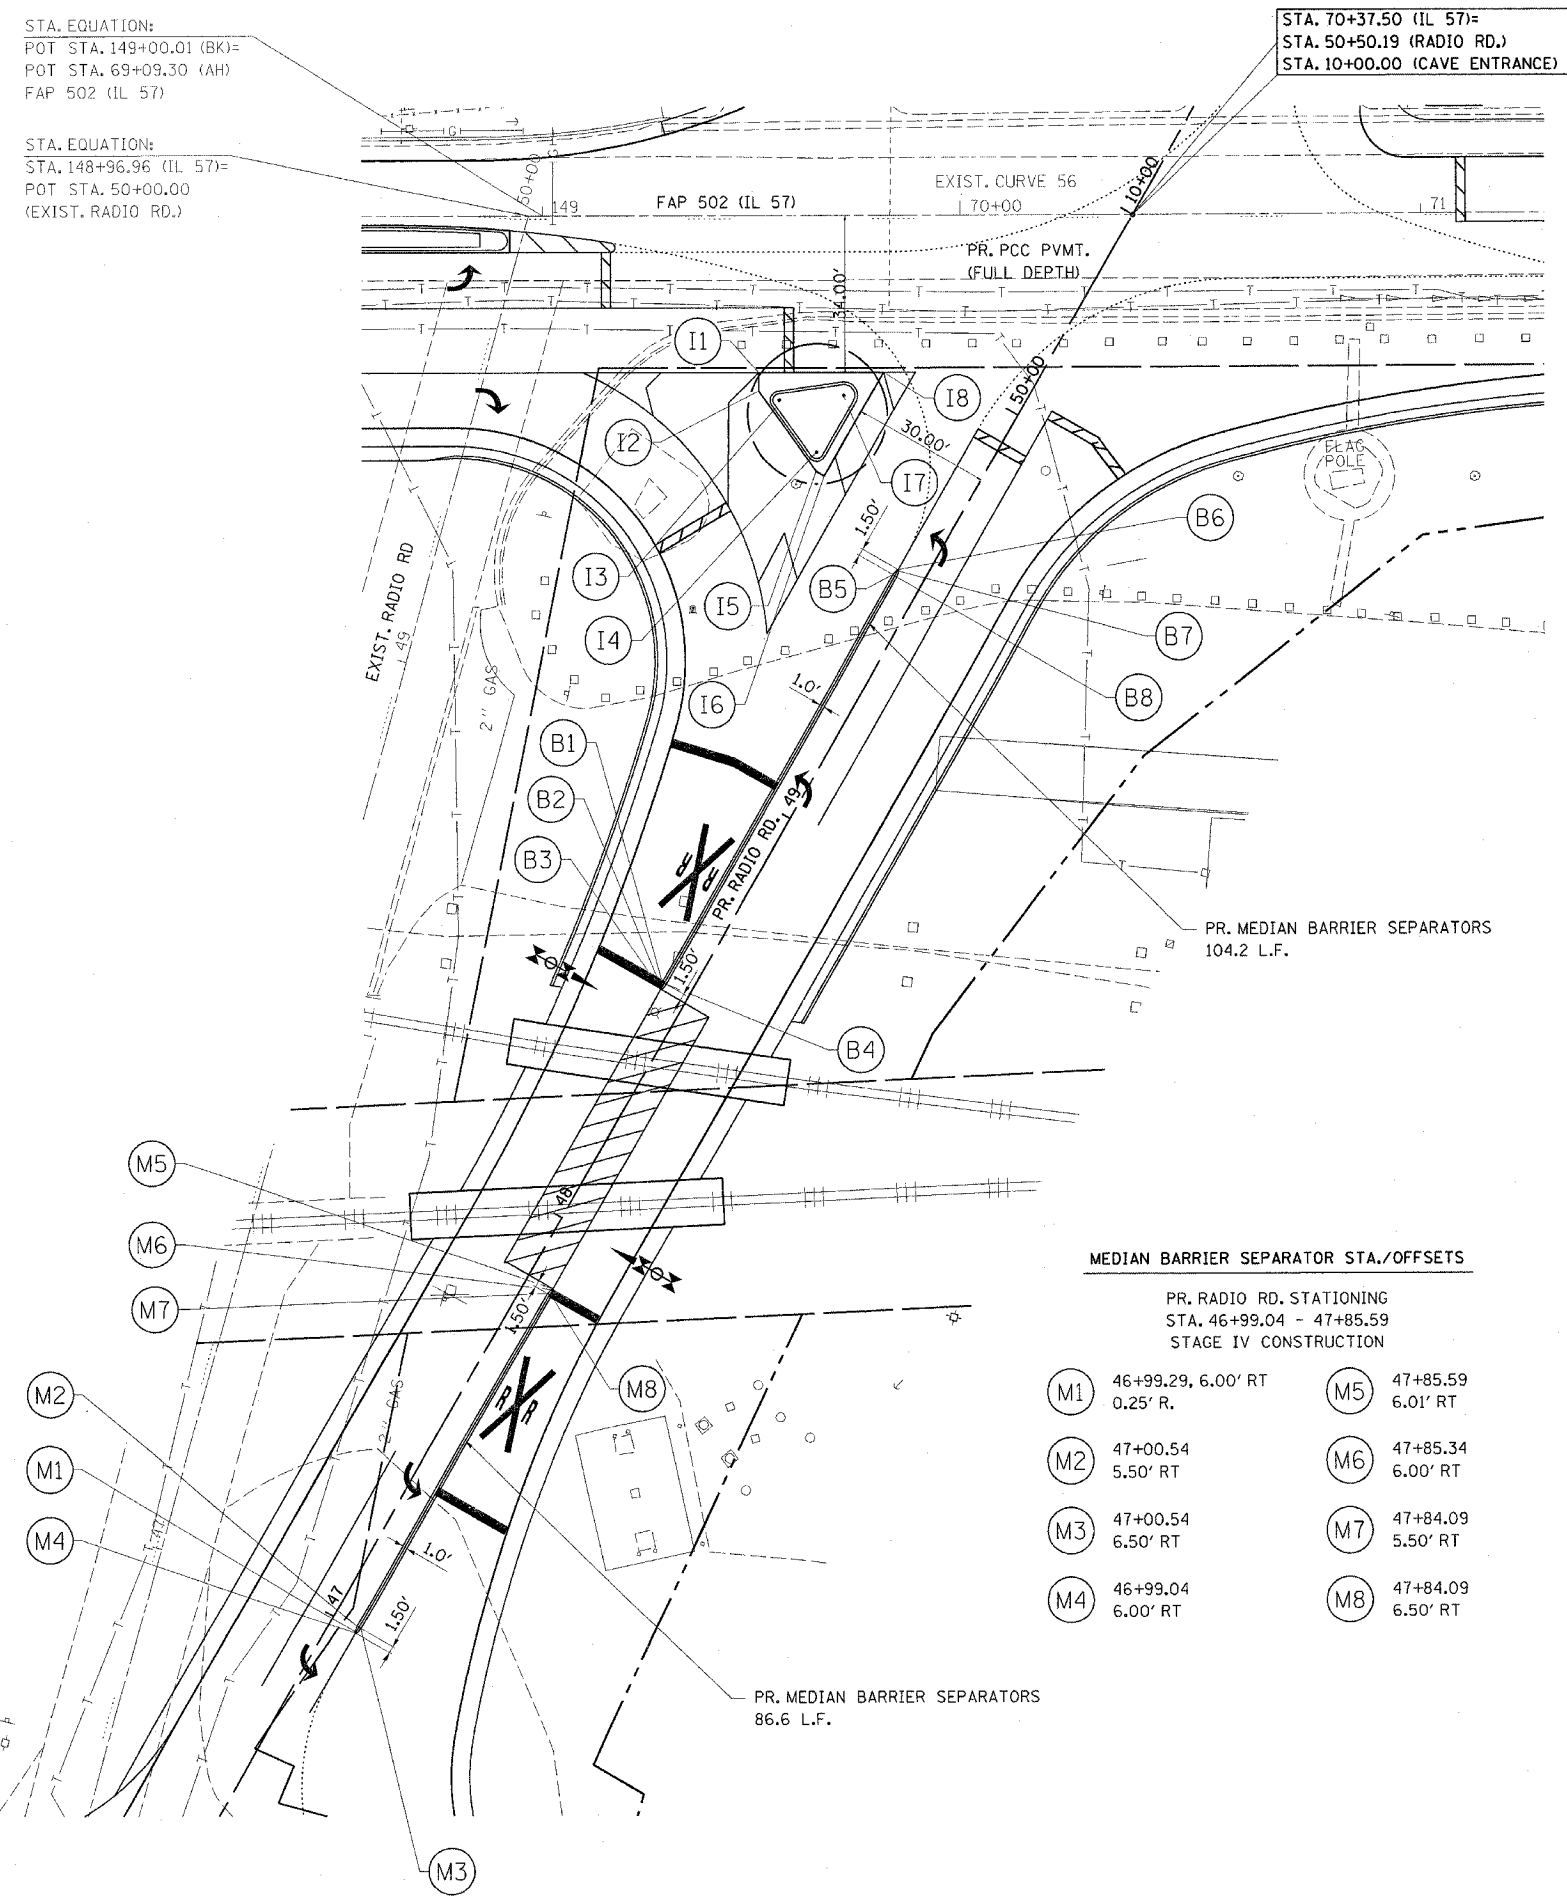 STA. EQUATION:
POT STA. 149+00.01 (BK)=
POT STA. 69+09.30 (AH)
FAP 502 (IL 57)
STA. EQUATION:
STA. 148+96.96 (IL 57)=
POT STA. 50+00.00
(EXIST. RADIO RD.)
STA. 70+37.50 (IL 57)=
STA. 50+50.19 (RADIO RD.)
STA. 10+00.00 (CAVE ENTRANCE)
G
G
50+00
149
FAP 502 (IL 57)
EXIST. CURVE 56
70+00
10+00
71
PR. PCC PVMT.
(FULL DEPTH)
34.00'
I1
I8
50+00
I2
30.00'
I7
FLAG
POLE
1.50'
B6
EXIST. RADIO RD
49
I3
I5
B5
I4
B7
2" GAS
1.0'
I6
B8
B1
B2
49
PR. RADIO RD.
B3
R R
PR. MEDIAN BARRIER SEPARATORS
104.2 L.F.
1.50'
B4
M5
48
M6
M7
1.50'
M8
M2
2" GAS
R R
M1
M4
47
1.0'
47
1.50'
PR. MEDIAN BARRIER SEPARATORS
86.6 L.F.
M3
MEDIAN BARRIER SEPARATOR STA./OFFSETS
PR. RADIO RD. STATIONING
STA. 46+99.04 - 47+85.59
STAGE IV CONSTRUCTION
M1 46+99.29, 6.00' RT
0.25' R.
M5 47+85.59
6.01' RT
M2 47+00.54
5.50' RT
M6 47+85.34
6.00' RT
M3 47+00.54
6.50' RT
M7 47+84.09
5.50' RT
M4 46+99.04
6.00' RT
M8 47+84.09
6.50' RT